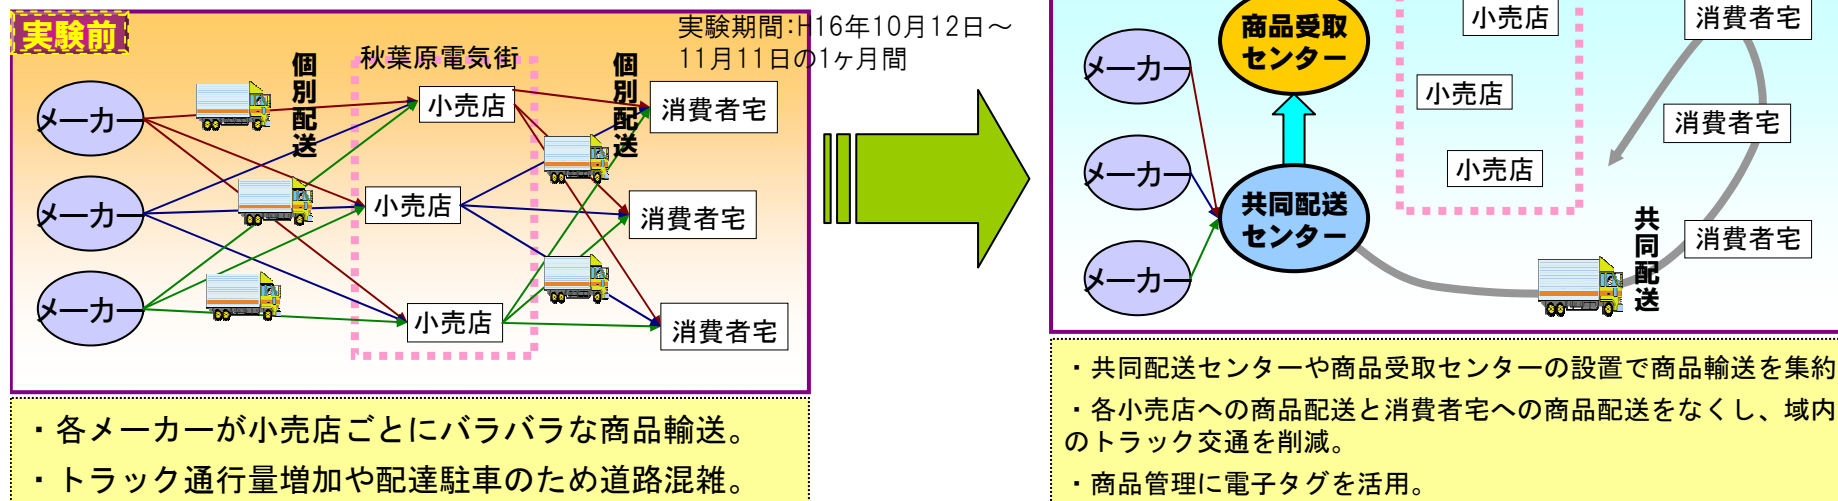 実験前
実験期間:H16年10月12日～
11月11日の1ヶ月間
秋葉原電気街
個別配送
個別配送
メーカー
小売店
消費者宅
メーカー
小売店
消費者宅
メーカー
小売店
消費者宅
・各メーカーが小売店ごとにバラバラな商品輸送。
・トラック通行量増加や配達駐車のため道路混雑。
商品受取
センター
小売店
消費者宅
メーカー
小売店
消費者宅
メーカー
小売店
共同配送
センター
消費者宅
共同配送
メーカー
・共同配送センターや商品受取センターの設置で商品輸送を集約
・各小売店への商品配送と消費者宅への商品配送をなくし、域内
のトラック交通を削減。
・商品管理に電子タグを活用。